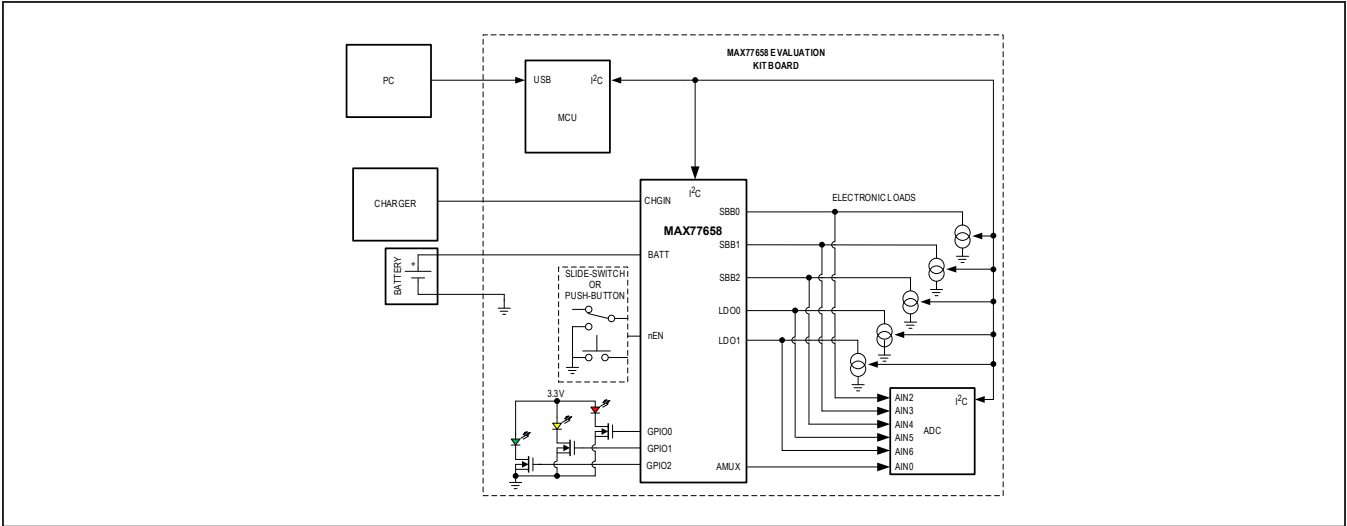 MAX77658 EVALUATION
KIT BOARD
PC
USB
I2C
MCU
CHARGER
I2C
CHGIN
SBB0
ELECTRONIC LOADS
MAX77658
SBB1
BATTERY
+
BATT
SLIDE-SWITCH
OR
PUSH-BUTTON
SBB2
LDO0
nEN
LDO1
3.3V
AIN2
I2C
AIN3
AIN4
ADC
AIN5
AIN6
AIN0
GPIO0
GPIO1
GPIO2
AMUX